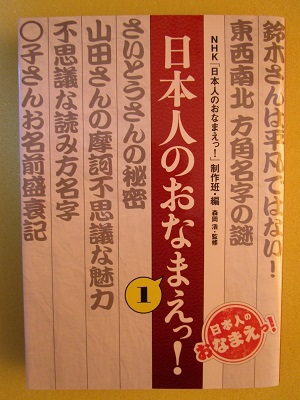 鈴木さんは平凡ではない！
東西南北 方角名字の謎
NHK「日本人のおなまえっ！」制作班・編
森岡 浩・監修
日本人のおなまえっ！
1
さいとうさんの秘密
山田さんの摩訶不思議な魅力
不思議な読み方名字
〇子さんお名前盛衰記
日本人の
おなまえっ！